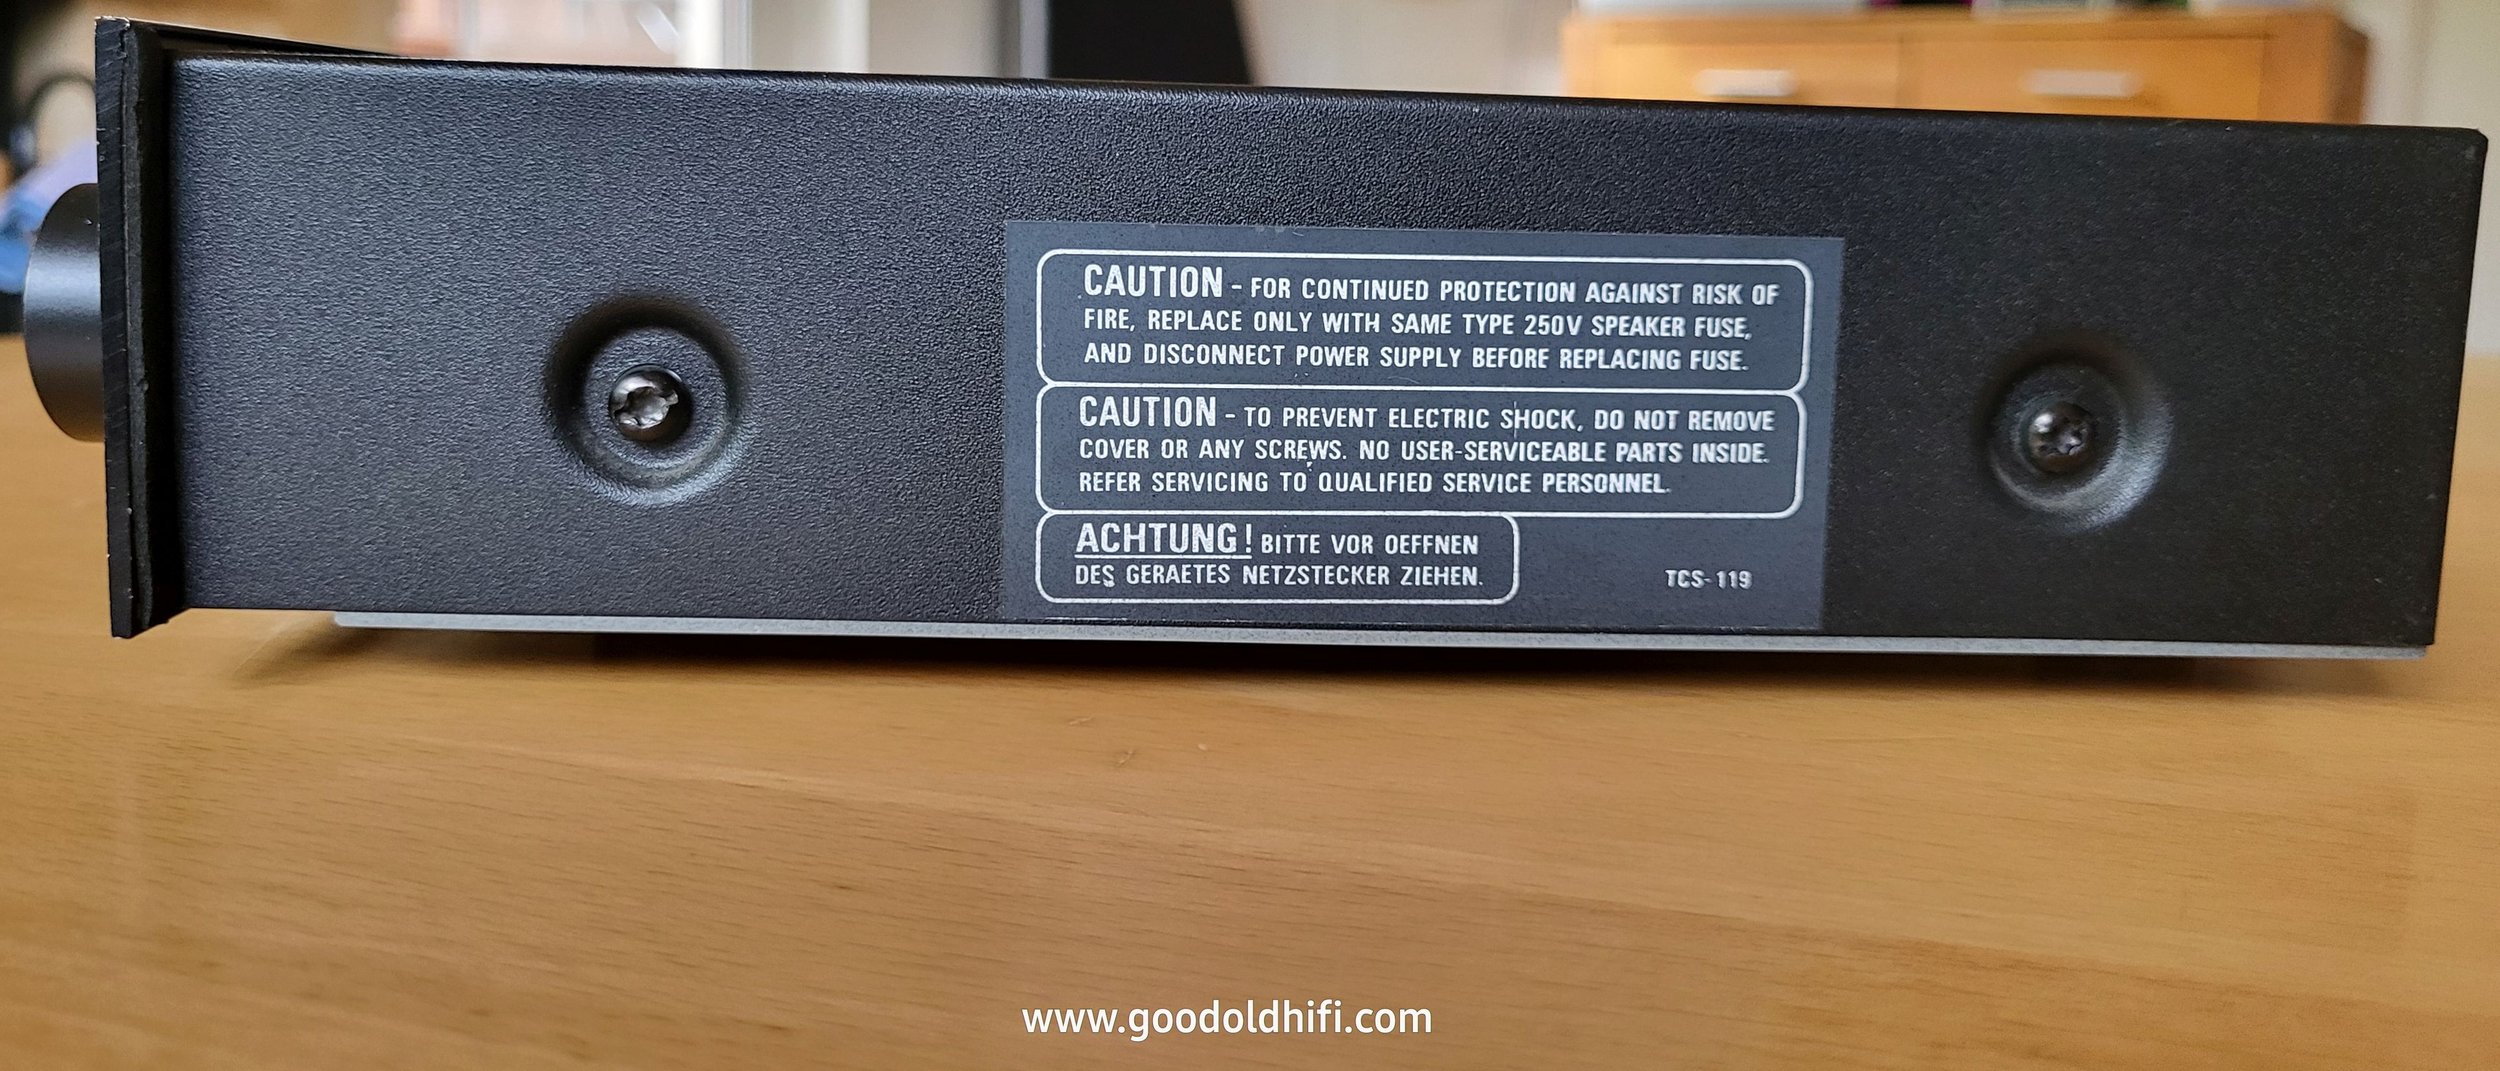 CAUTION - FOR CONTINUED PROTECTION AGAINST RISK OF
FIRE, REPLACE ONLY WITH SAME TYPE 250V SPEAKER FUSE,
AND DISCONNECT POWER SUPPLY BEFORE REPLACING FUSE.
CAUTION - TO PREVENT ELECTRIC SHOCK, DO NOT REMOVE
COVER OR ANY SCREWS. NO USER-SERVICEABLE PARTS INSIDE.
REFER SERVICING TO QUALIFIED SERVICE PERSONNEL.
ACHTUNG! BITTE VOR OEFFNEN
DES GERAETES NETZSTECKER ZIEHEN.
TCS-119
www.goodoldhifi.com